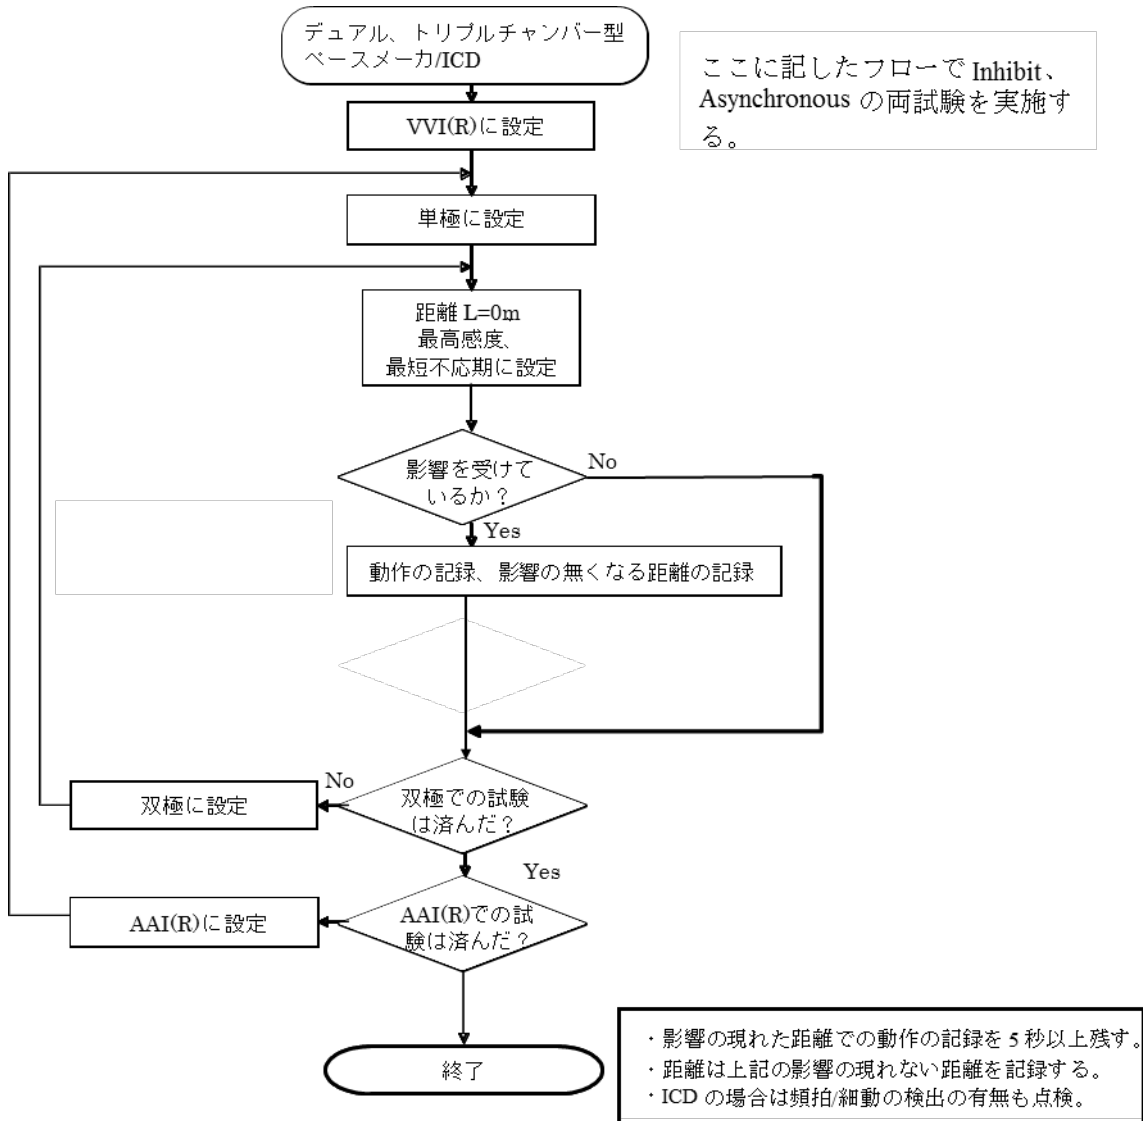 デュアル、トリプルチャンバー型
ペースメーカ/ICD
ここに記したフローで Inhibit、
Asynchronous の両試験を実施す
る。
VVI(R)に設定
単極に設定
距離 L=0m
最高感度、
最短不応期に設定
影響を受けて
いるか？
No
Yes
動作の記録、影響の無くなる距離の記録
双極での試験
は済んだ？
No
双極に設定
Yes
AAI(R)での試
験は済んだ？
AAI(R)に設定
終了
・影響の現れた距離での動作の記録を 5 秒以上残す。
・距離は上記の影響の現れない距離を記録する。
・ICD の場合は頻拍/細動の検出の有無も点検。